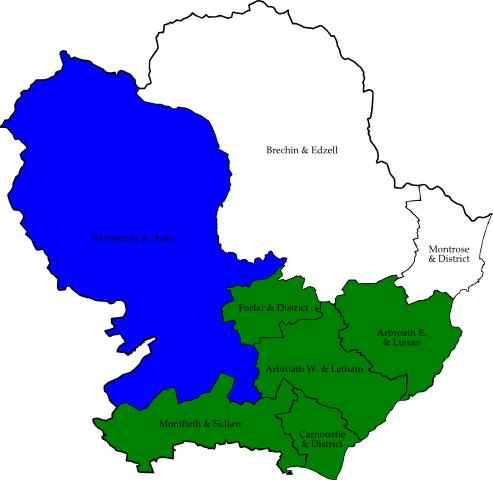 Brechin & Edzell
Kirriemuir & Dean
Montrose
& District
Forfar & District
Arbroath E.
& Lunan
Arbroath W. & Letham
Monifieth & Sidlaw
Carnoustie
& District